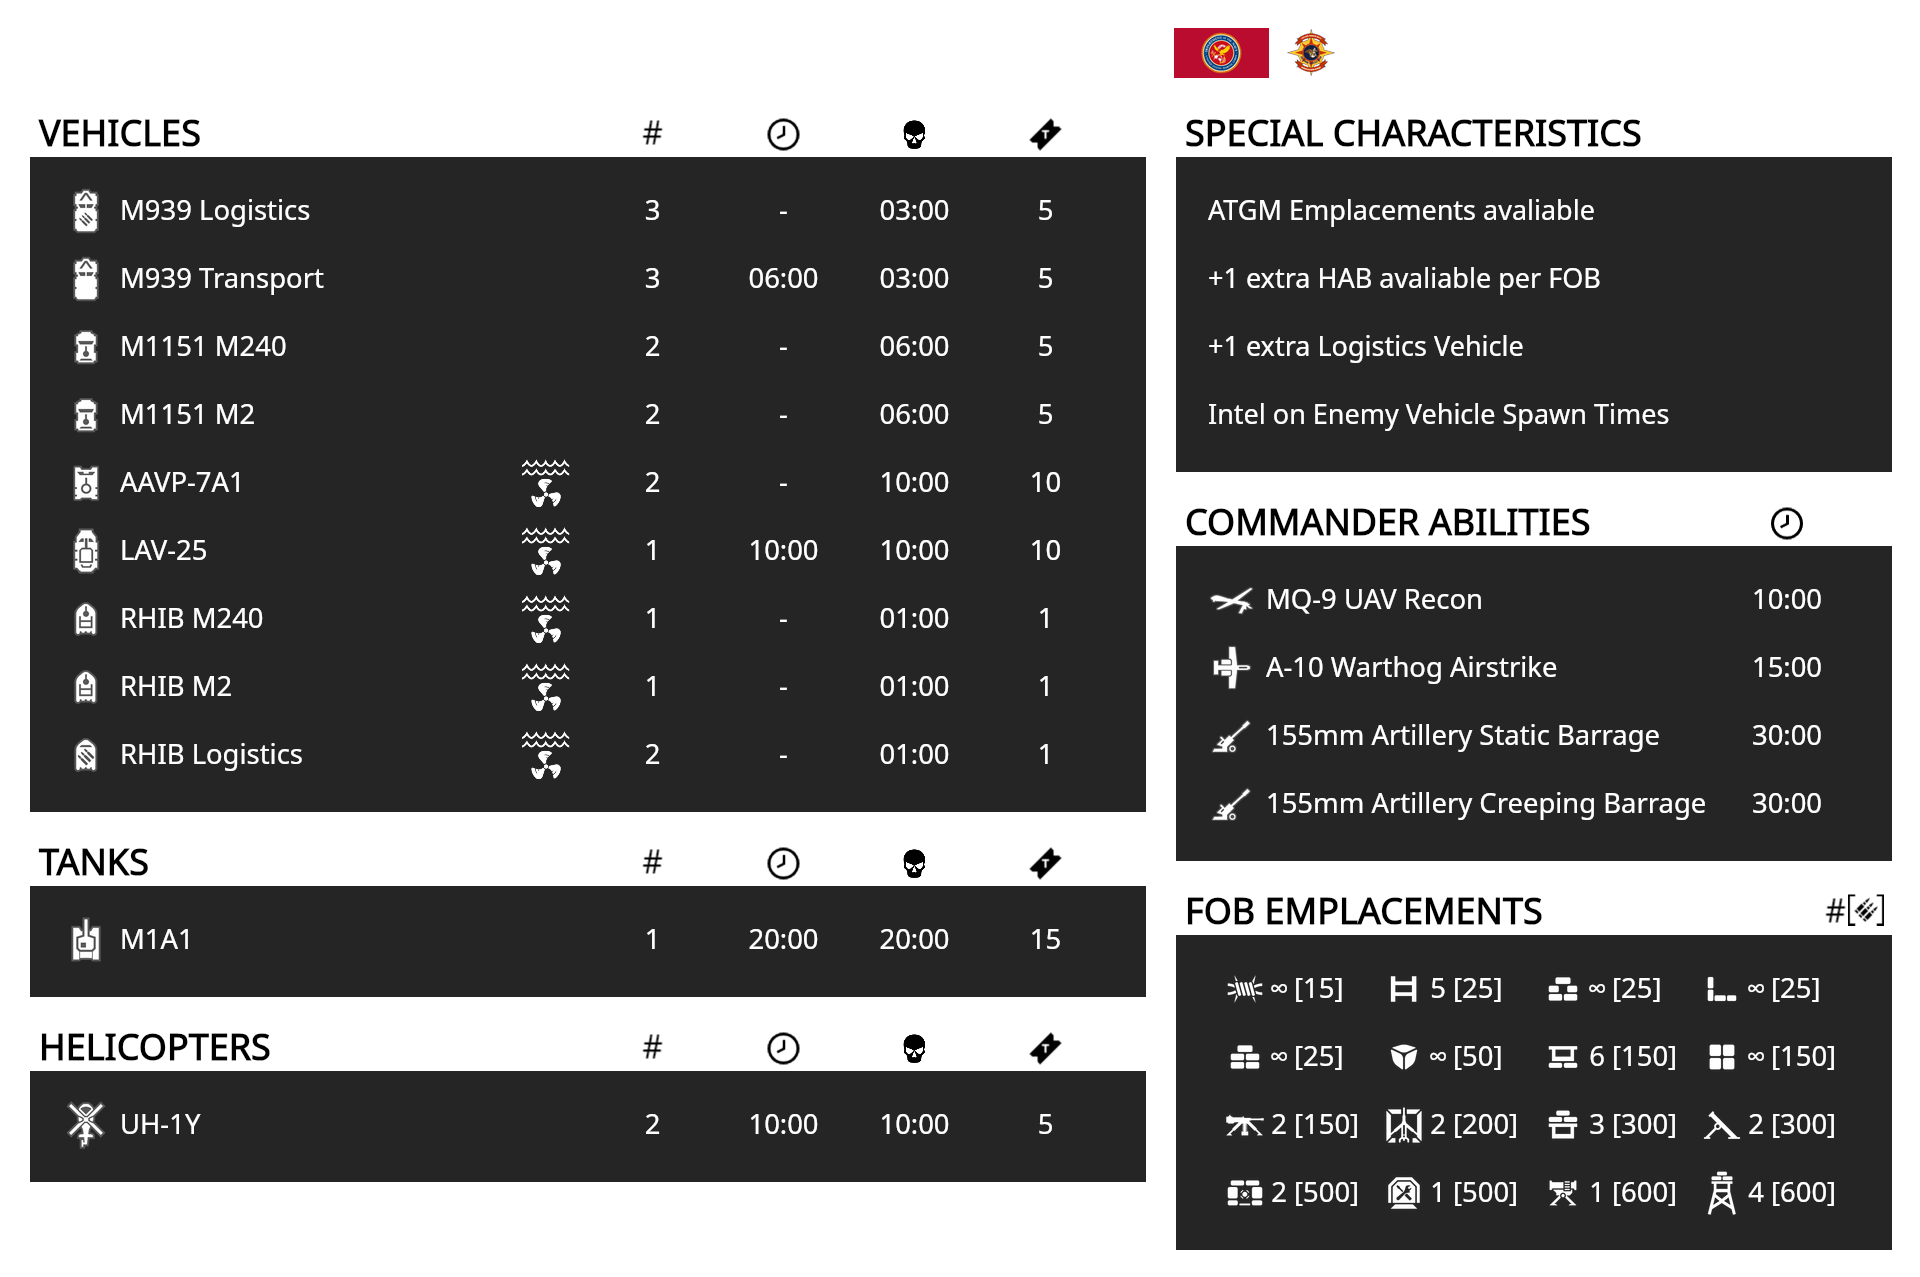 VEHICLES #
M939 Logistics 3 - 03:00 5
M939 Transport 3 06:00 03:00 5
M1151 M240 2 - 06:00 5
M1151 M2 2 - 06:00 5
AAVP-7A1 2 - 10:00 10
LAV-25 1 10:00 10:00 10
RHIB M240 1 - 01:00 1
RHIB M2 1 - 01:00 1
RHIB Logistics 2 - 01:00 1
TANKS #
M1A1 1 20:00 20:00 15
HELICOPTERS #
UH-1Y 2 10:00 10:00 5
SPECIAL CHARACTERISTICS
ATGM Emplacements avaliable
+1 extra HAB avaliable per FOB
+1 extra Logistics Vehicle
Intel on Enemy Vehicle Spawn Times
COMMANDER ABILITIES
MQ-9 UAV Recon 10:00
A-10 Warthog Airstrike 15:00
155mm Artillery Static Barrage 30:00
155mm Artillery Creeping Barrage 30:00
FOB EMPLACEMENTS #[ ]
∞ [15] 5 [25] ∞ [25] ∞ [25]
∞ [25] ∞ [50] 6 [150] ∞ [150]
2 [150] 2 [200] 3 [300] 2 [300]
2 [500] 1 [500] 1 [600] 4 [600]